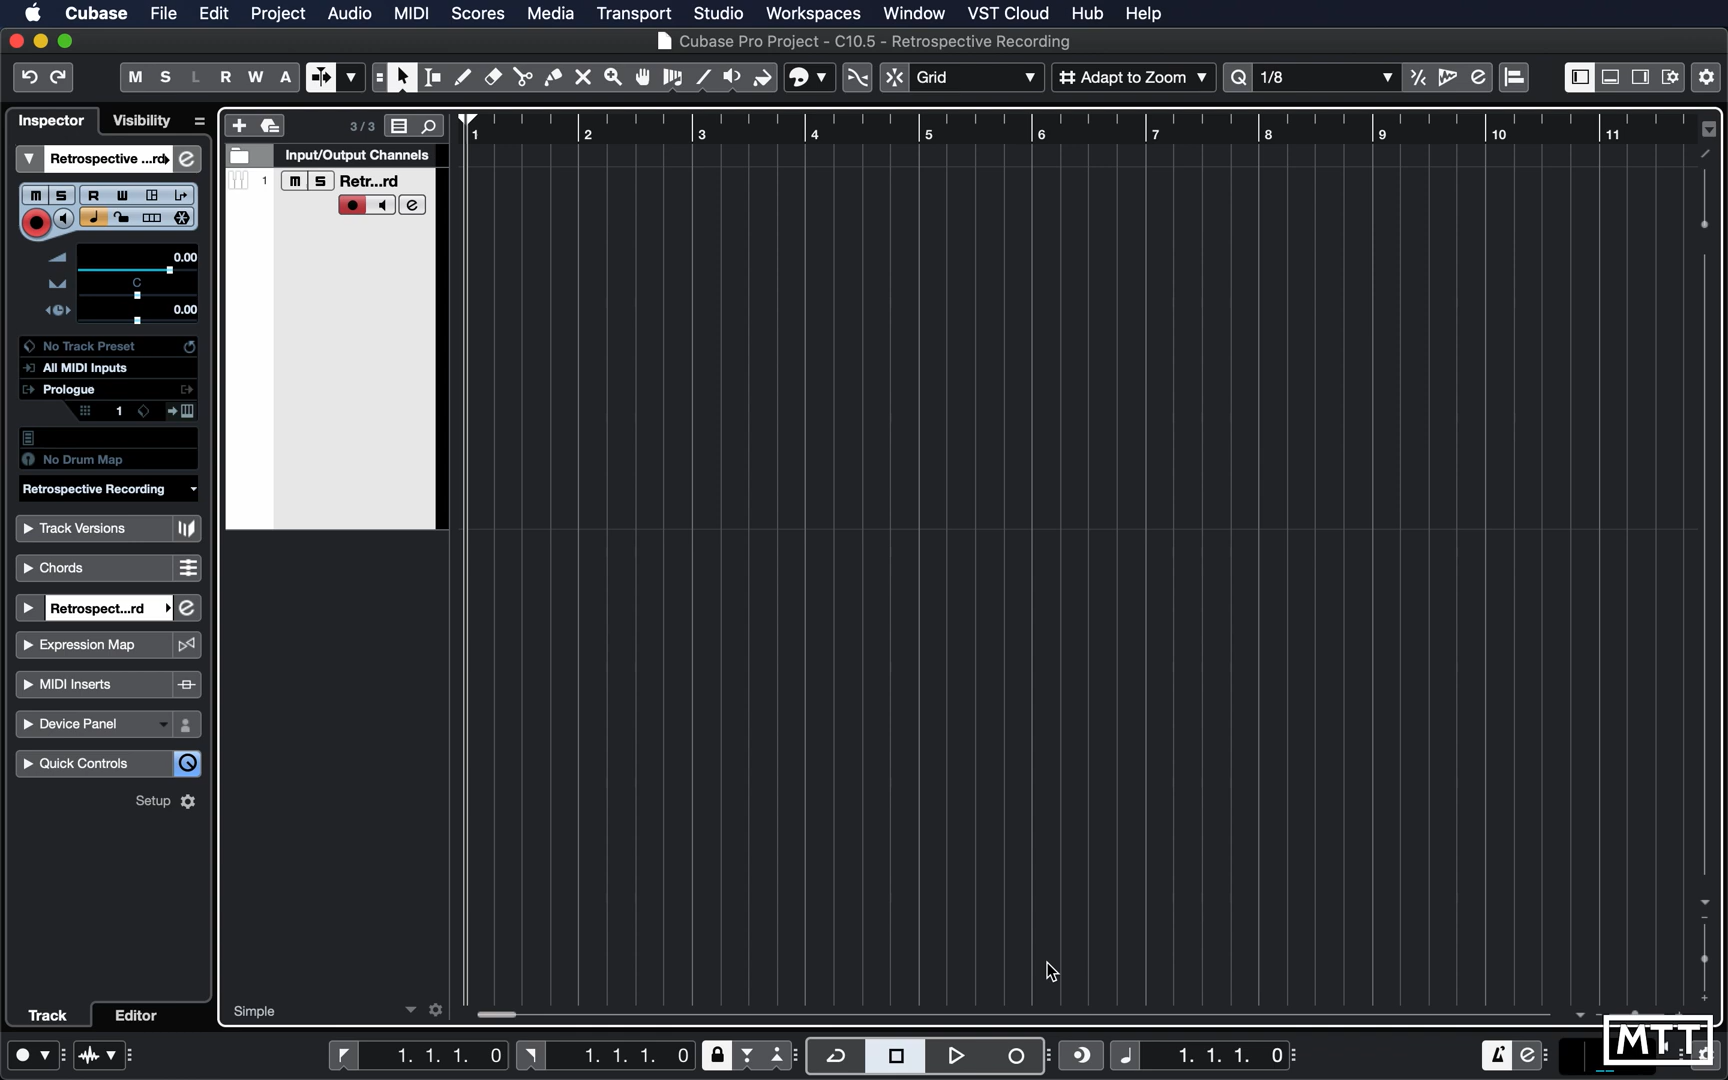 Cubase File Edit Project Audio MIDI Scores Media Transport Studio Workspaces Window VST Cloud Hub Help
Cubase Pro Project - C10.5 - Retrospective Recording
M S L R W A Grid Adapt to Zoom Q 1/8
Inspector Visibility
3 / 3
1 2 3 4 5 6 7 8 9 10 11
Retrospective ...rd
Input/Output Channels
1 m S Retr...rd
m S R W
0.00
C
0.00
No Track Preset
All MIDI Inputs
Prologue
1
No Drum Map
Retrospective Recording
Track Versions
Chords
Retrospect...rd
Expression Map
MIDI Inserts
Device Panel
Quick Controls
Setup
Simple
Track Editor
1. 1. 1. 0 1. 1. 1. 0 1. 1. 1. 0
MTT